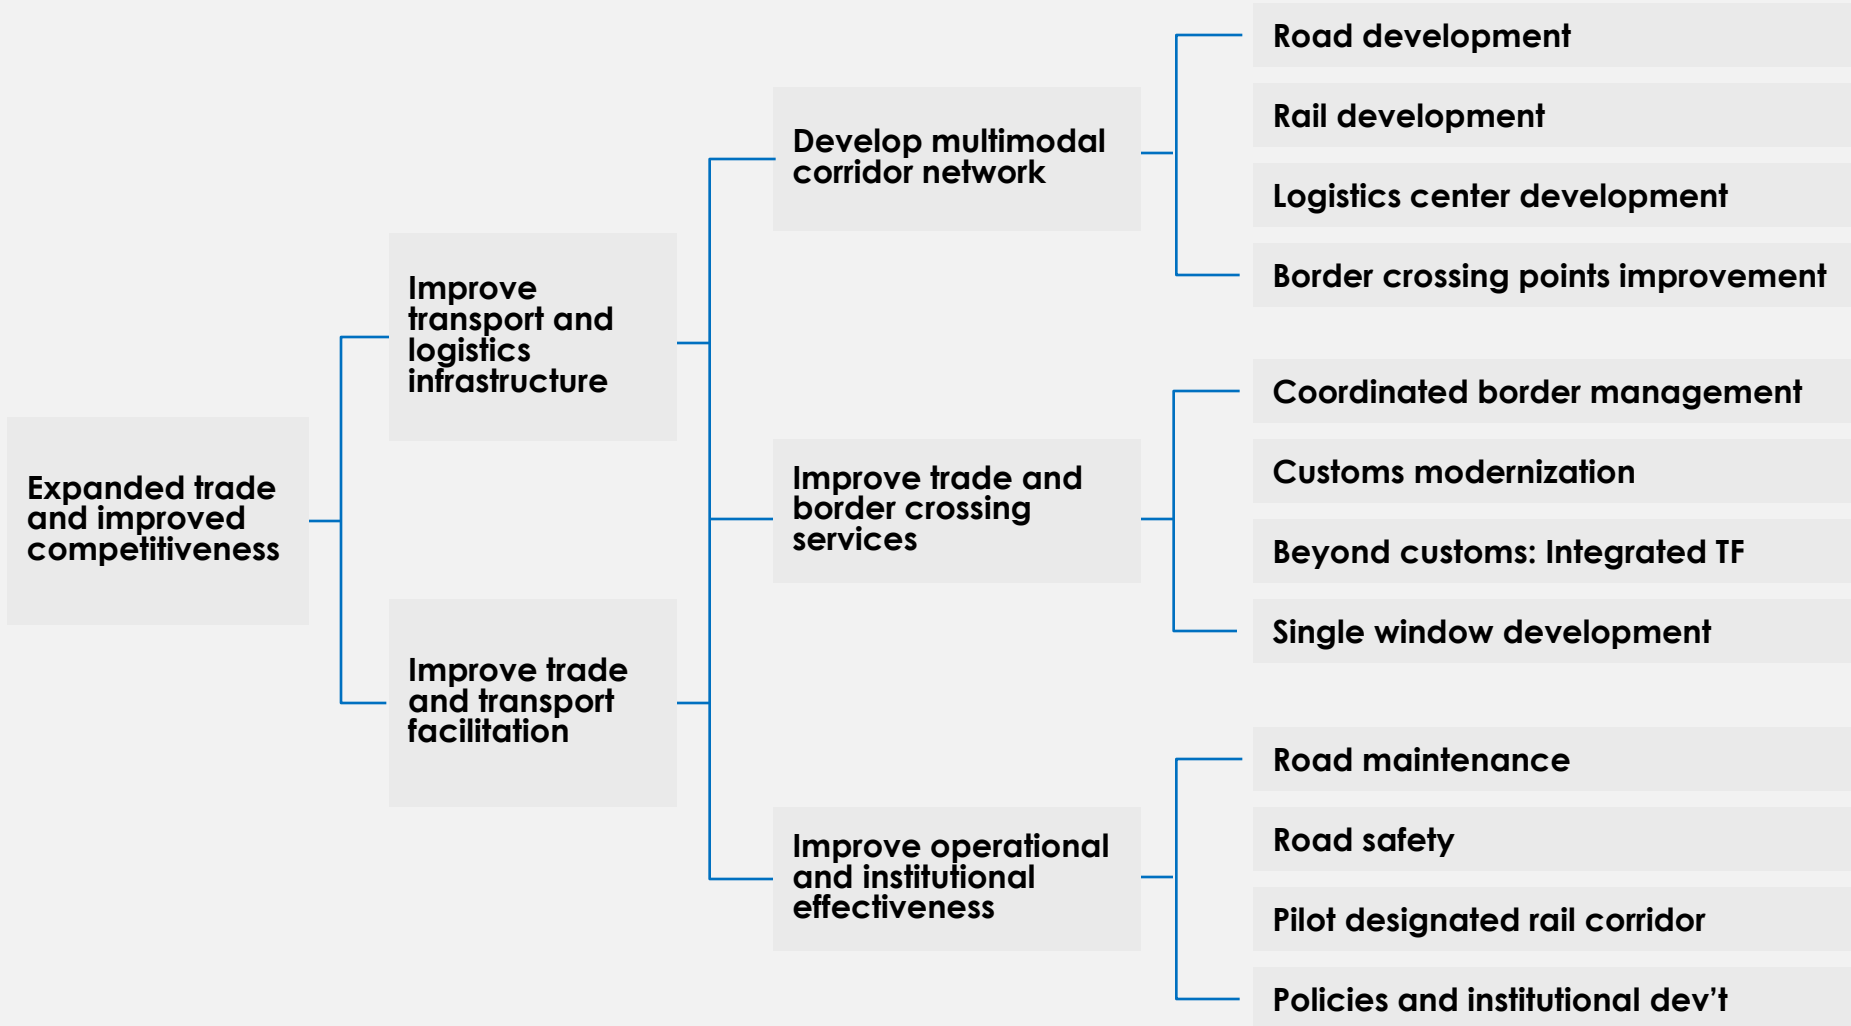 Expanded trade
and improved
competitiveness
Improve
transport and
logistics
infrastructure
Improve trade
and transport
facilitation
Develop multimodal
corridor network
Improve trade and
border crossing
services
Improve operational
and institutional
effectiveness
Road development
Rail development
Logistics center development
Border crossing points improvement
Coordinated border management
Customs modernization
Beyond customs: Integrated TF
Single window development
Road maintenance
Road safety
Pilot designated rail corridor
Policies and institutional dev’t